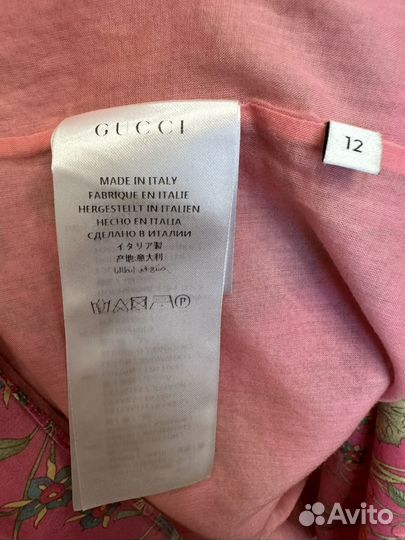 GUCCI
12
MADE IN ITALY
FABRIQUE EN ITALIE
HERGESTELLT IN ITALIEN
HECHO EN ITALIA
СДЕЛАНО В ИТАЛИИ
イタリア製
产地:意大利
صنع في إيطاليا
P
Avito